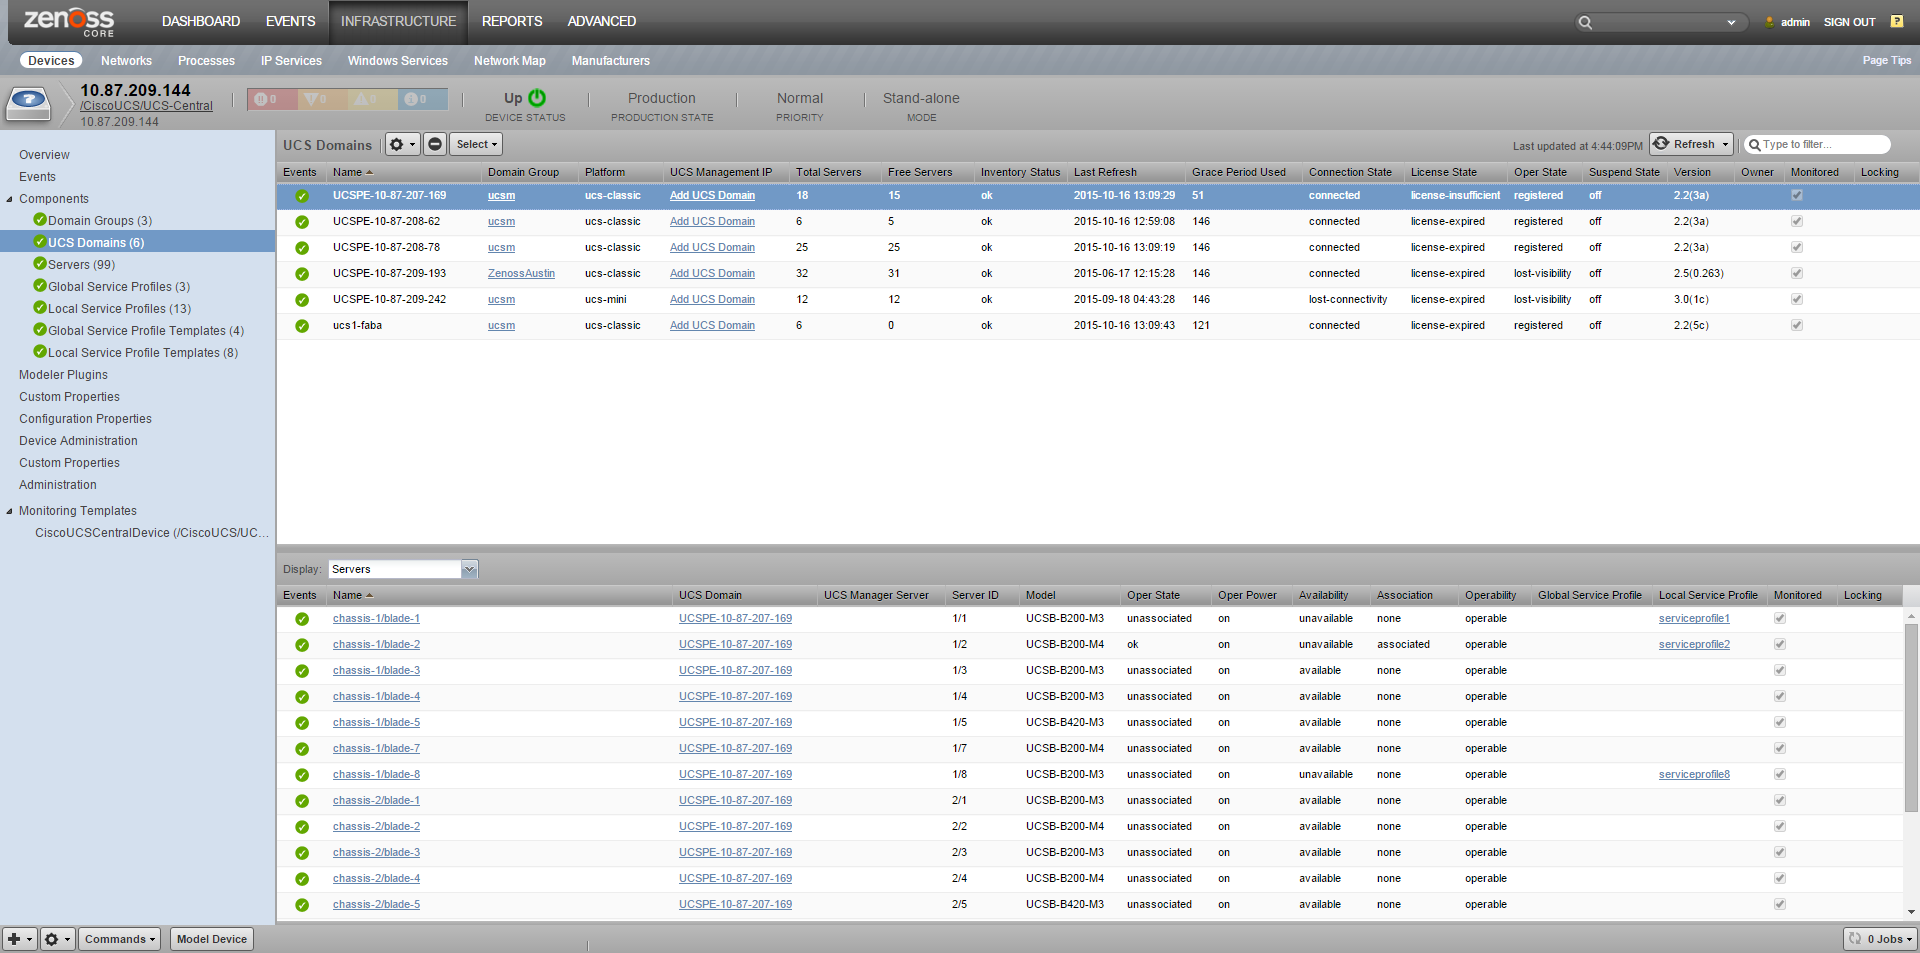 zenoss CORE DASHBOARD EVENTS INFRASTRUCTURE REPORTS ADVANCED admin SIGN OUT ?
Devices Networks Processes IP Services Windows Services Network Map Manufacturers Page Tips
10.87.209.144
/CiscoUCS/UCS-Central
10.87.209.144
0 0 0 0
Up
DEVICE STATUS
Production
PRODUCTION STATE
Normal
PRIORITY
Stand-alone
MODE
Overview
Events
Components
Domain Groups (3)
UCS Domains (6)
Servers (99)
Global Service Profiles (3)
Local Service Profiles (13)
Global Service Profile Templates (4)
Local Service Profile Templates (8)
Modeler Plugins
Custom Properties
Configuration Properties
Device Administration
Custom Properties
Administration
Monitoring Templates
CiscoUCSCentralDevice (/CiscoUCS/UC...
UCS Domains Select Last updated at 4:44:09PM Refresh Type to filter...
Events Name Domain Group Platform UCS Management IP Total Servers Free Servers Inventory Status Last Refresh Grace Period Used Connection State License State Oper State Suspend State Version Owner Monitored Locking
UCSPE-10-87-207-169 ucsm ucs-classic Add UCS Domain 18 15 ok 2015-10-16 13:09:29 51 connected license-insufficient registered off 2.2(3a)
UCSPE-10-87-208-62 ucsm ucs-classic Add UCS Domain 6 5 ok 2015-10-16 12:59:08 146 connected license-expired registered off 2.2(3a)
UCSPE-10-87-208-78 ucsm ucs-classic Add UCS Domain 25 25 ok 2015-10-16 13:09:19 146 connected license-expired registered off 2.2(3a)
UCSPE-10-87-209-193 ZenossAustin ucs-classic Add UCS Domain 32 31 ok 2015-06-17 12:15:28 146 connected license-expired lost-visibility off 2.5(0.263)
UCSPE-10-87-209-242 ucsm ucs-mini Add UCS Domain 12 12 ok 2015-09-18 04:43:28 146 lost-connectivity license-expired lost-visibility off 3.0(1c)
ucs1-faba ucsm ucs-classic Add UCS Domain 6 0 ok 2015-10-16 13:09:43 121 connected license-expired registered off 2.2(5c)
Display: Servers
Events Name UCS Domain UCS Manager Server Server ID Model Oper State Oper Power Availability Association Operability Global Service Profile Local Service Profile Monitored Locking
chassis-1/blade-1 UCSPE-10-87-207-169 1/1 UCSB-B200-M3 unassociated on unavailable none operable serviceprofile1
chassis-1/blade-2 UCSPE-10-87-207-169 1/2 UCSB-B200-M4 ok on unavailable associated operable serviceprofile2
chassis-1/blade-3 UCSPE-10-87-207-169 1/3 UCSB-B200-M3 unassociated on available none operable
chassis-1/blade-4 UCSPE-10-87-207-169 1/4 UCSB-B200-M3 unassociated on available none operable
chassis-1/blade-5 UCSPE-10-87-207-169 1/5 UCSB-B420-M3 unassociated on available none operable
chassis-1/blade-7 UCSPE-10-87-207-169 1/7 UCSB-B200-M4 unassociated on available none operable
chassis-1/blade-8 UCSPE-10-87-207-169 1/8 UCSB-B200-M3 unassociated on unavailable none operable serviceprofile8
chassis-2/blade-1 UCSPE-10-87-207-169 2/1 UCSB-B200-M3 unassociated on available none operable
chassis-2/blade-2 UCSPE-10-87-207-169 2/2 UCSB-B200-M4 unassociated on available none operable
chassis-2/blade-3 UCSPE-10-87-207-169 2/3 UCSB-B200-M3 unassociated on available none operable
chassis-2/blade-4 UCSPE-10-87-207-169 2/4 UCSB-B200-M4 unassociated on available none operable
chassis-2/blade-5 UCSPE-10-87-207-169 2/5 UCSB-B420-M3 unassociated on available none operable
Commands Model Device 0 Jobs